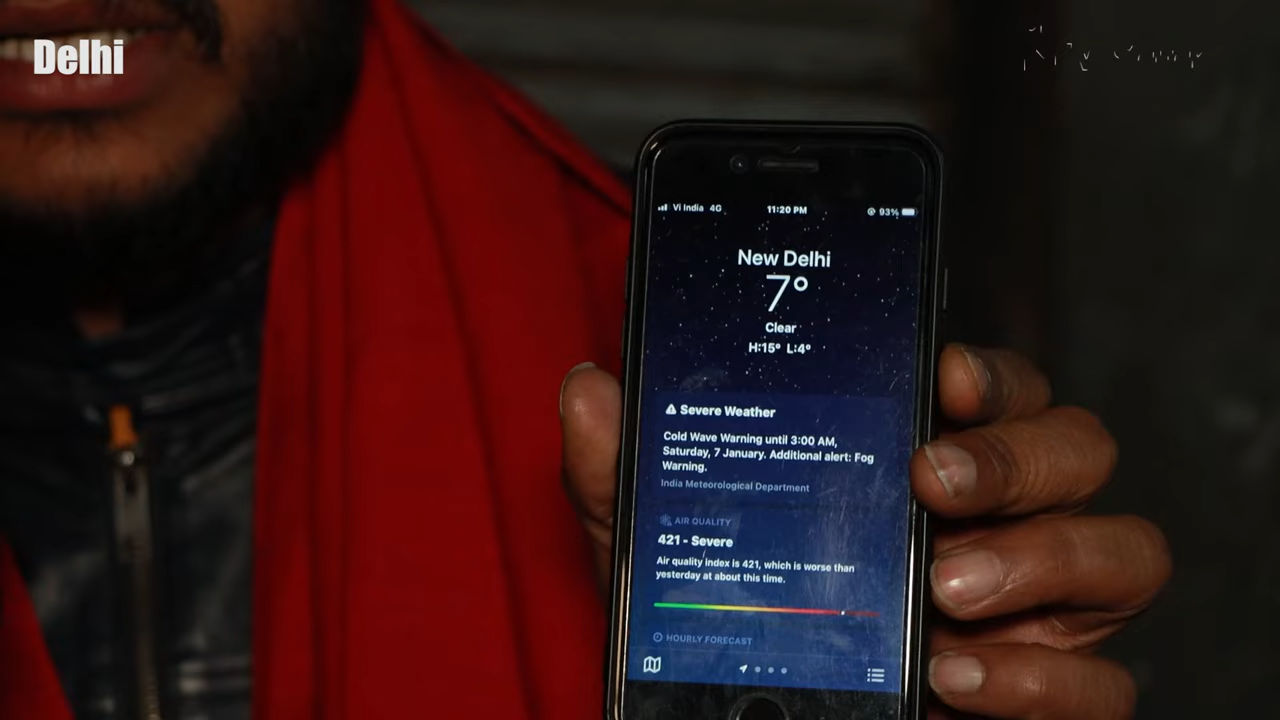 Delhi
Vi India 4G
11:20 PM
93%
New Delhi
7°
Clear
H:15° L:4°
Severe Weather
Cold Wave Warning until 3:00 AM,
Saturday, 7 January. Additional alert: Fog
Warning.
India Meteorological Department
AIR QUALITY
421 - Severe
Air quality index is 421, which is worse than
yesterday at about this time.
HOURLY FORECAST